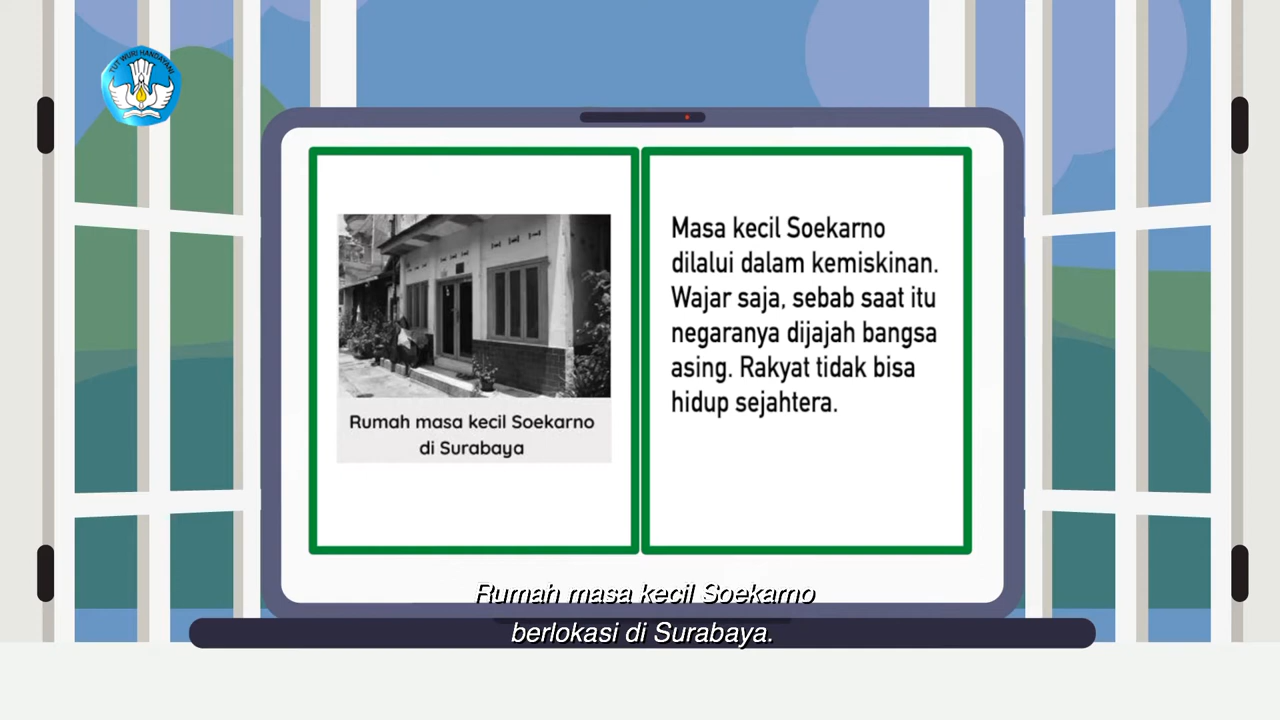 TUT WURI HANDAYANI
Rumah masa kecil Soekarno
di Surabaya
Masa kecil Soekarno
dilalui dalam kemiskinan.
Wajar saja, sebab saat itu
negaranya dijajah bangsa
asing. Rakyat tidak bisa
hidup sejahtera.
Rumah masa kecil Soekarno
berlokasi di Surabaya.